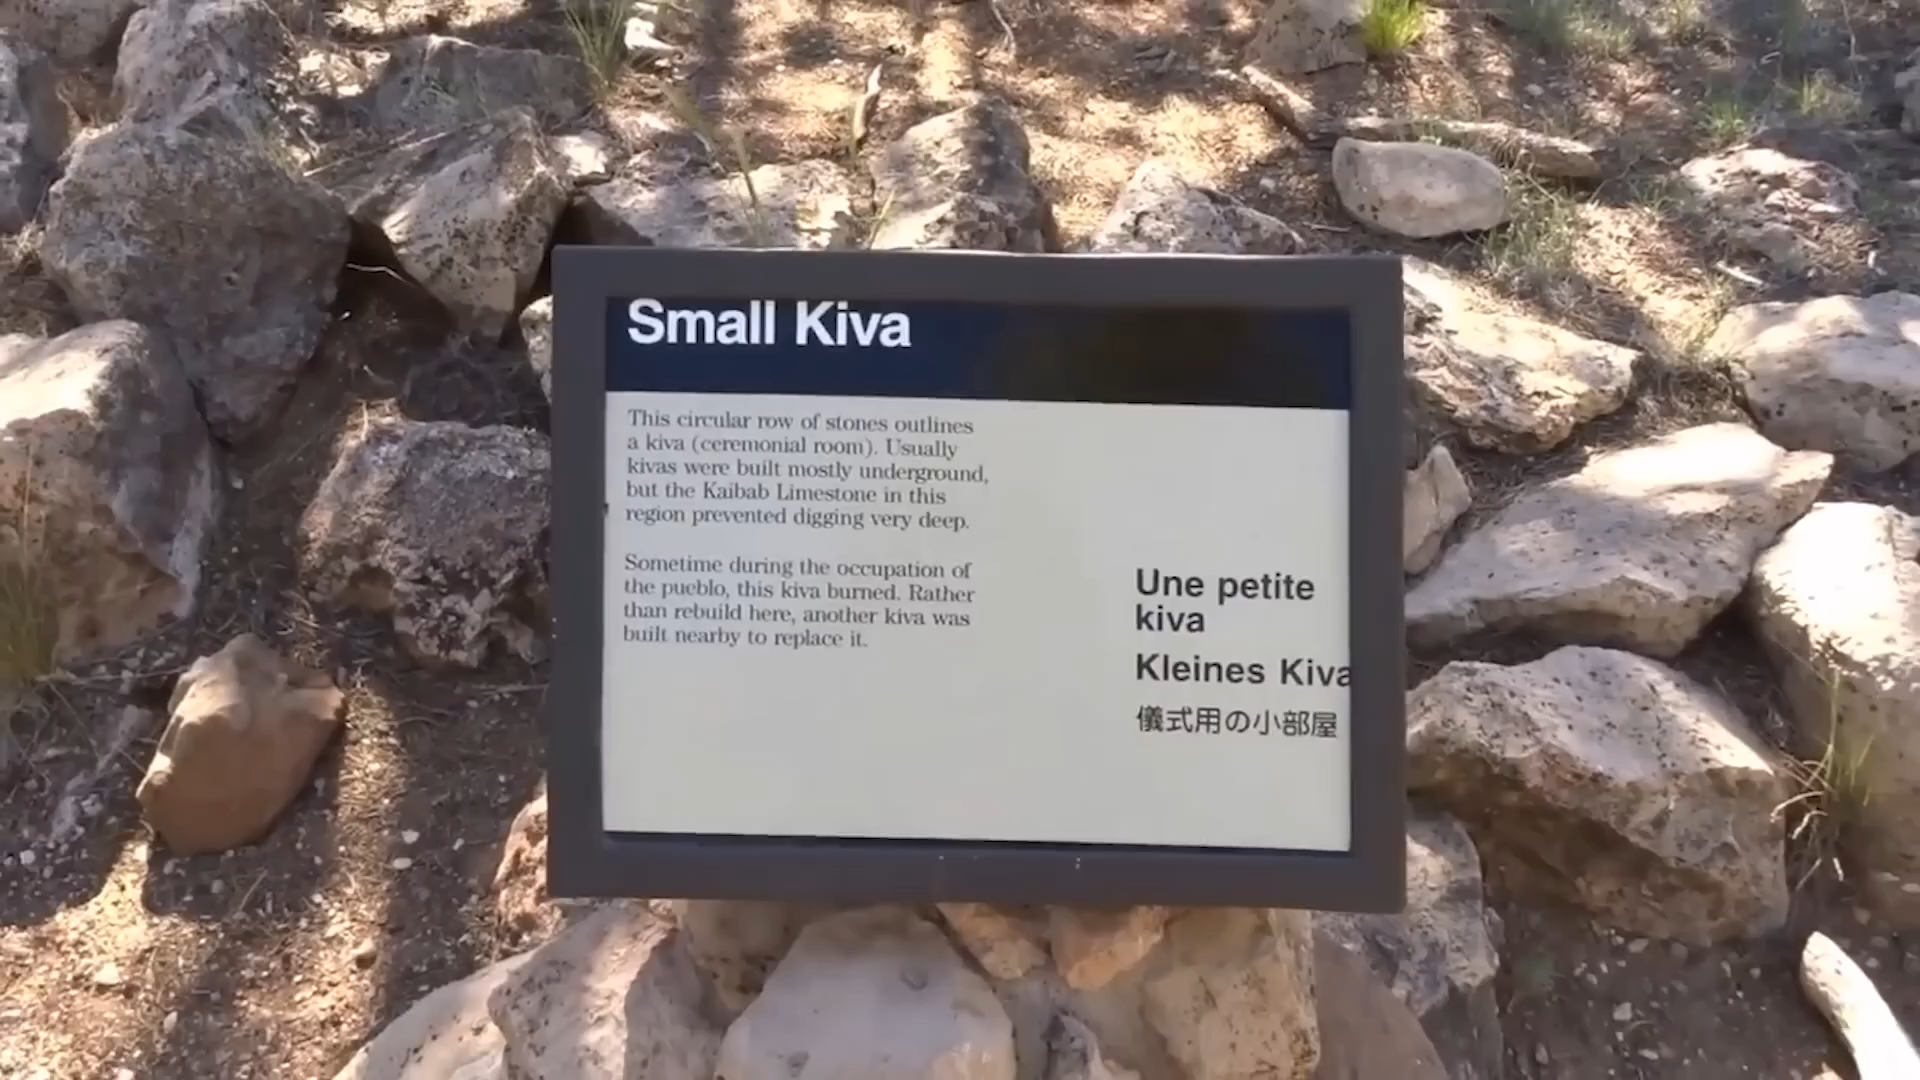 Small Kiva
This circular row of stones outlines
a kiva (ceremonial room). Usually
kivas were built mostly underground,
but the Kaibab Limestone in this
region prevented digging very deep.
Sometime during the occupation of
the pueblo, this kiva burned. Rather
than rebuild here, another kiva was
built nearby to replace it.
Une petite
kiva
Kleines Kiva
儀式用の小部屋